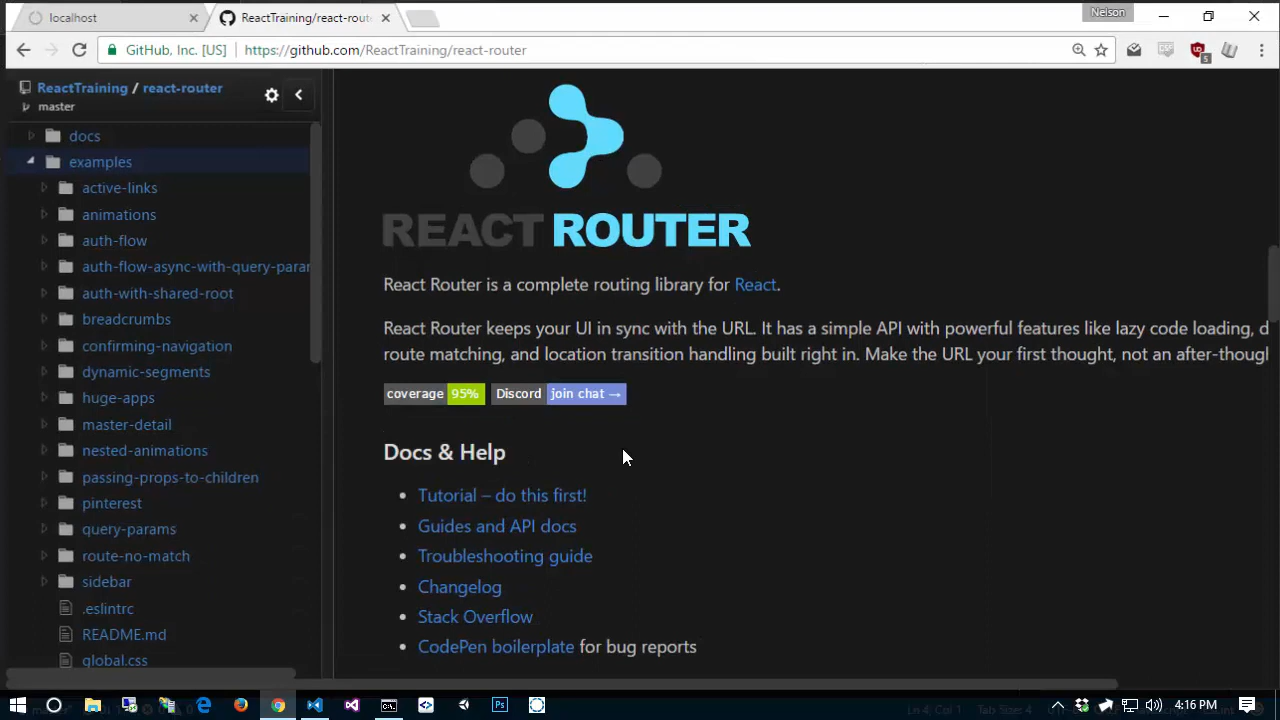 localhost
ReactTraining/react-route
Nelson
GitHub, Inc. [US]
https://github.com/ReactTraining/react-router
5
ReactTraining / react-router
master
docs
examples
active-links
animations
auth-flow
auth-flow-async-with-query-parar
auth-with-shared-root
breadcrumbs
confirming-navigation
dynamic-segments
huge-apps
master-detail
nested-animations
passing-props-to-children
pinterest
query-params
route-no-match
sidebar
.eslintrc
README.md
global.css
REACT ROUTER
React Router is a complete routing library for React.
React Router keeps your UI in sync with the URL. It has a simple API with powerful features like lazy code loading, d
route matching, and location transition handling built right in. Make the URL your first thought, not an after-though
coverage 95% Discord join chat →
Docs & Help
• Tutorial – do this first!
• Guides and API docs
• Troubleshooting guide
• Changelog
• Stack Overflow
• CodePen boilerplate for bug reports
Ps
4:16 PM